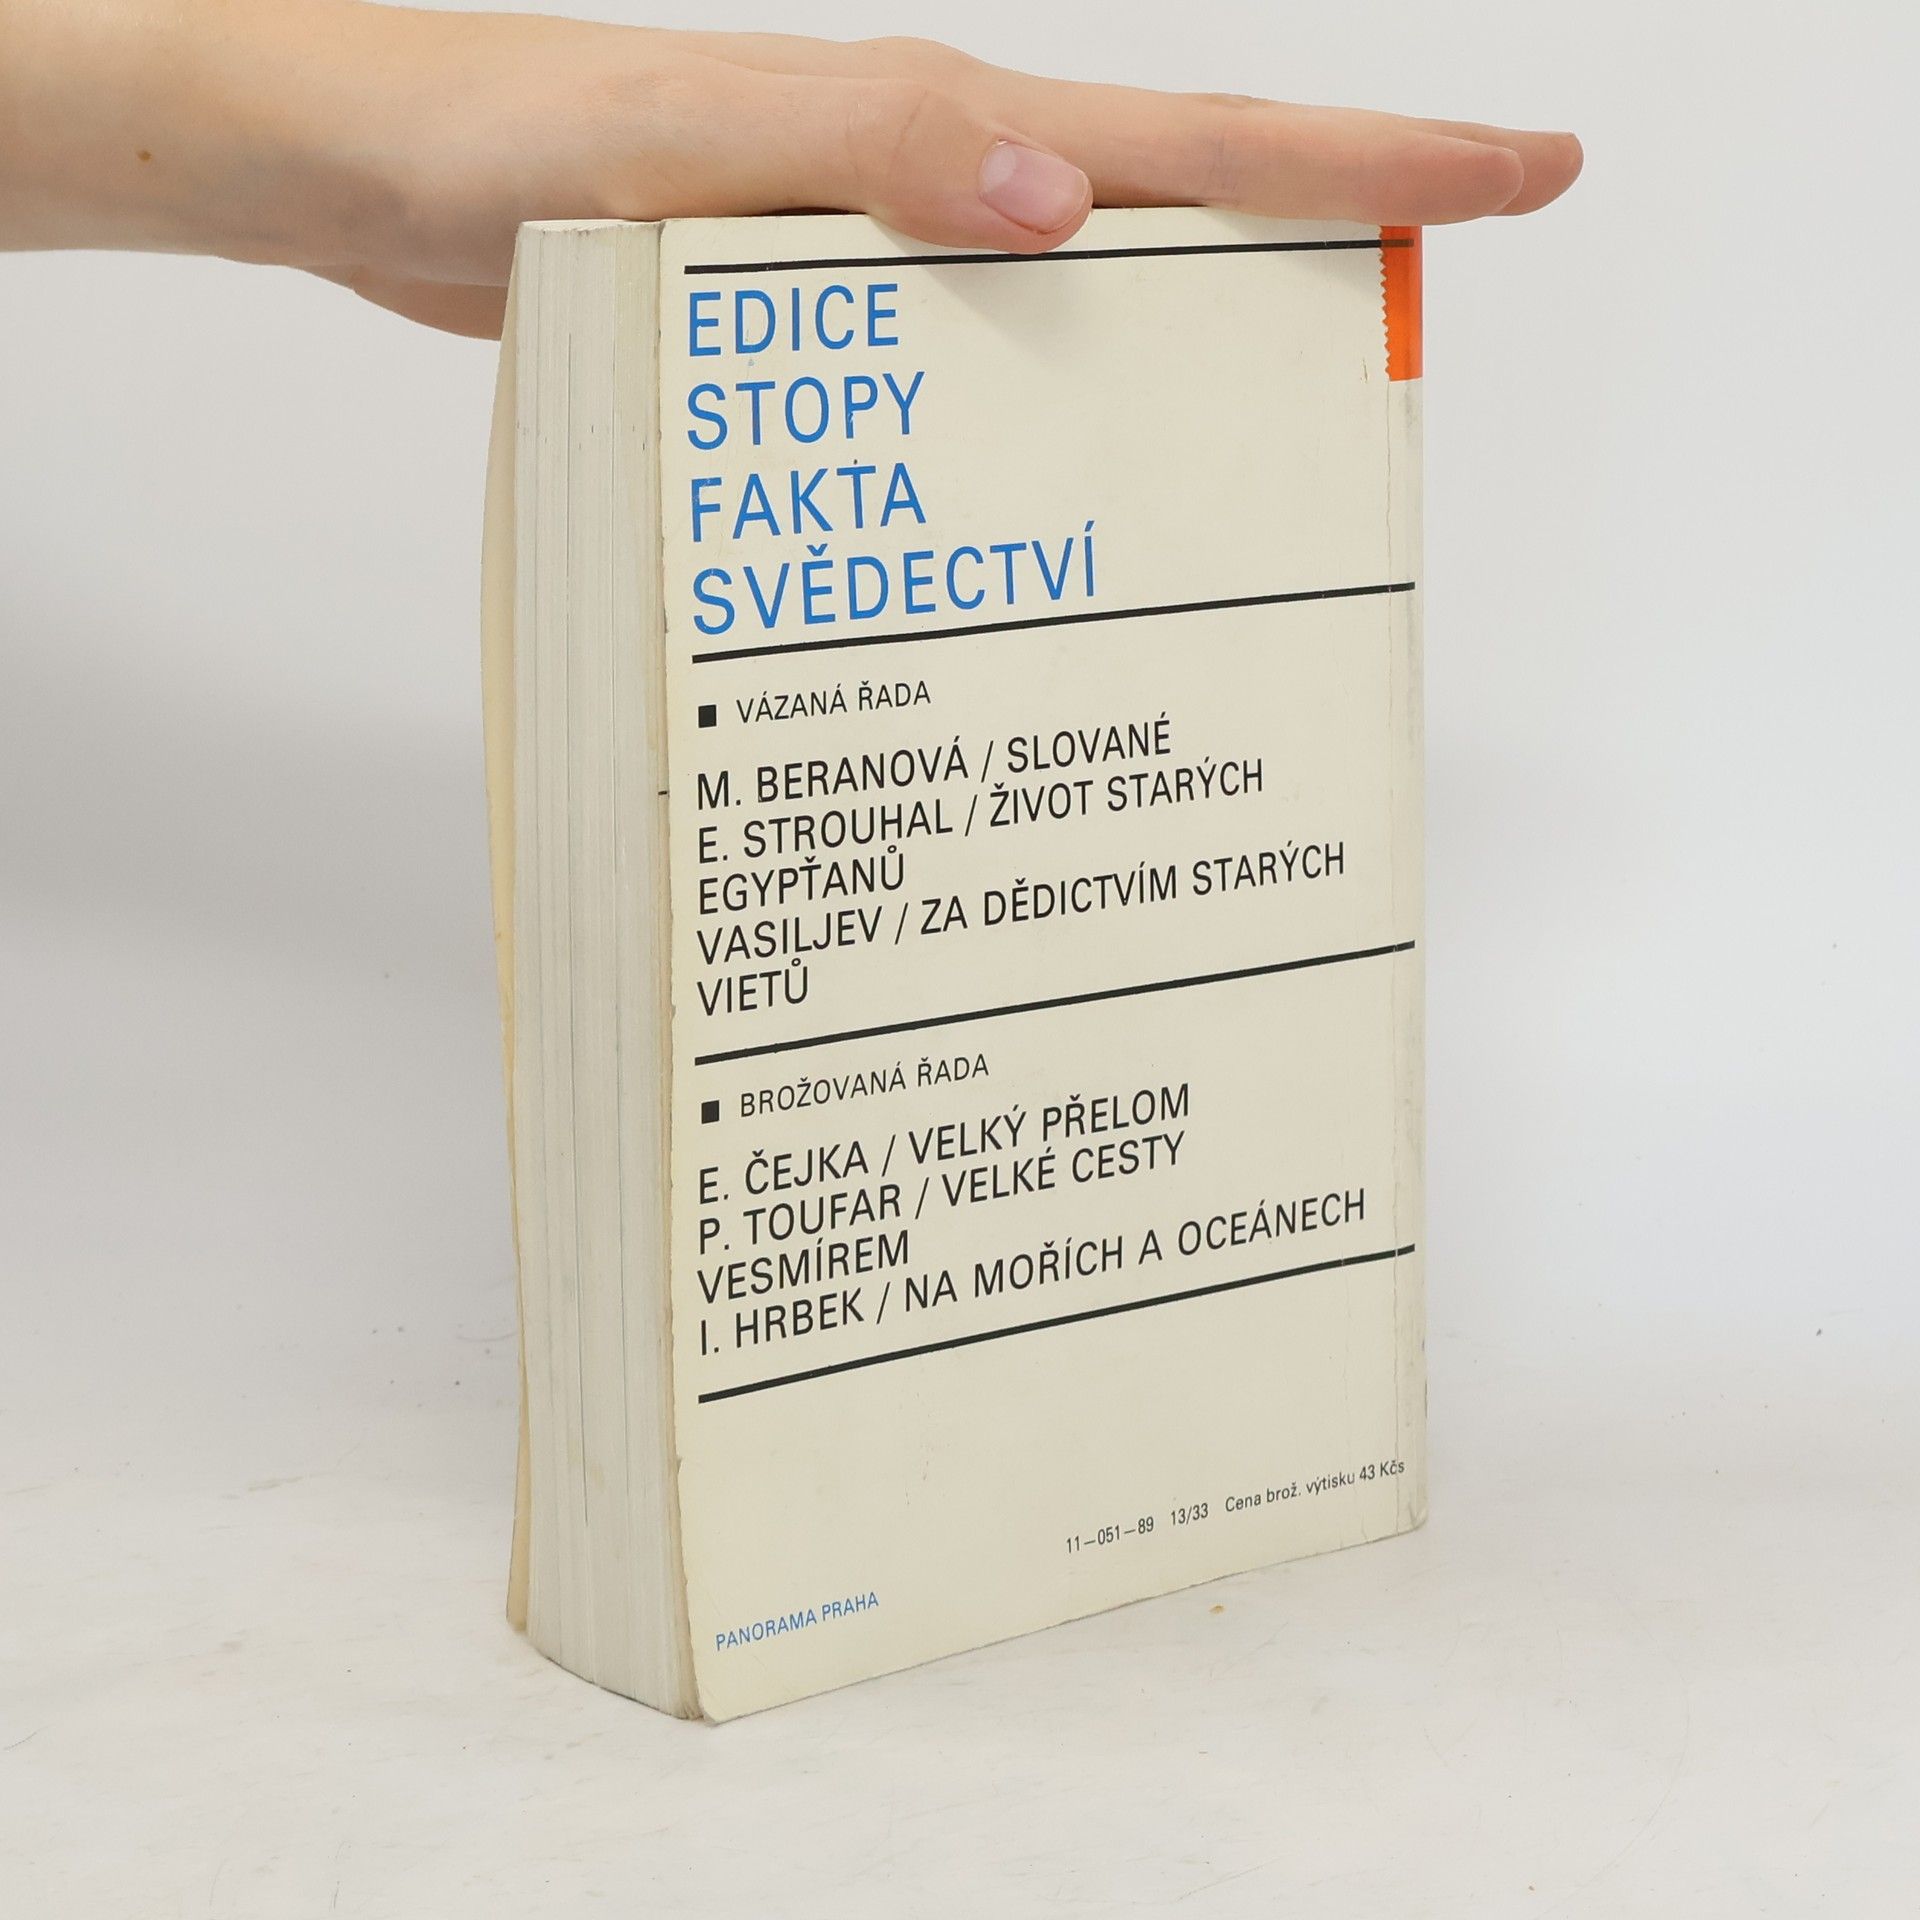 EDICE
STOPY
FAKTA
SVĚDECTVÍ
■ VÁZANÁ ŘADA
M. BERANOVÁ / SLOVANÉ
E. STROUHAL / ŽIVOT STARÝCH
EGYPŤANŮ
VASILJEV / ZA DĚDICTVÍM STARÝCH
VIETŮ
■ BROŽOVANÁ ŘADA
E. ČEJKA / VELKÝ PŘELOM
P. TOUFAR / VELKÉ CESTY
VESMÍREM
I. HRBEK / NA MOŘÍCH A OCEÁNECH
11–051–89 13/33 Cena brož. výtisku 43 Kčs
PANORAMA PRAHA